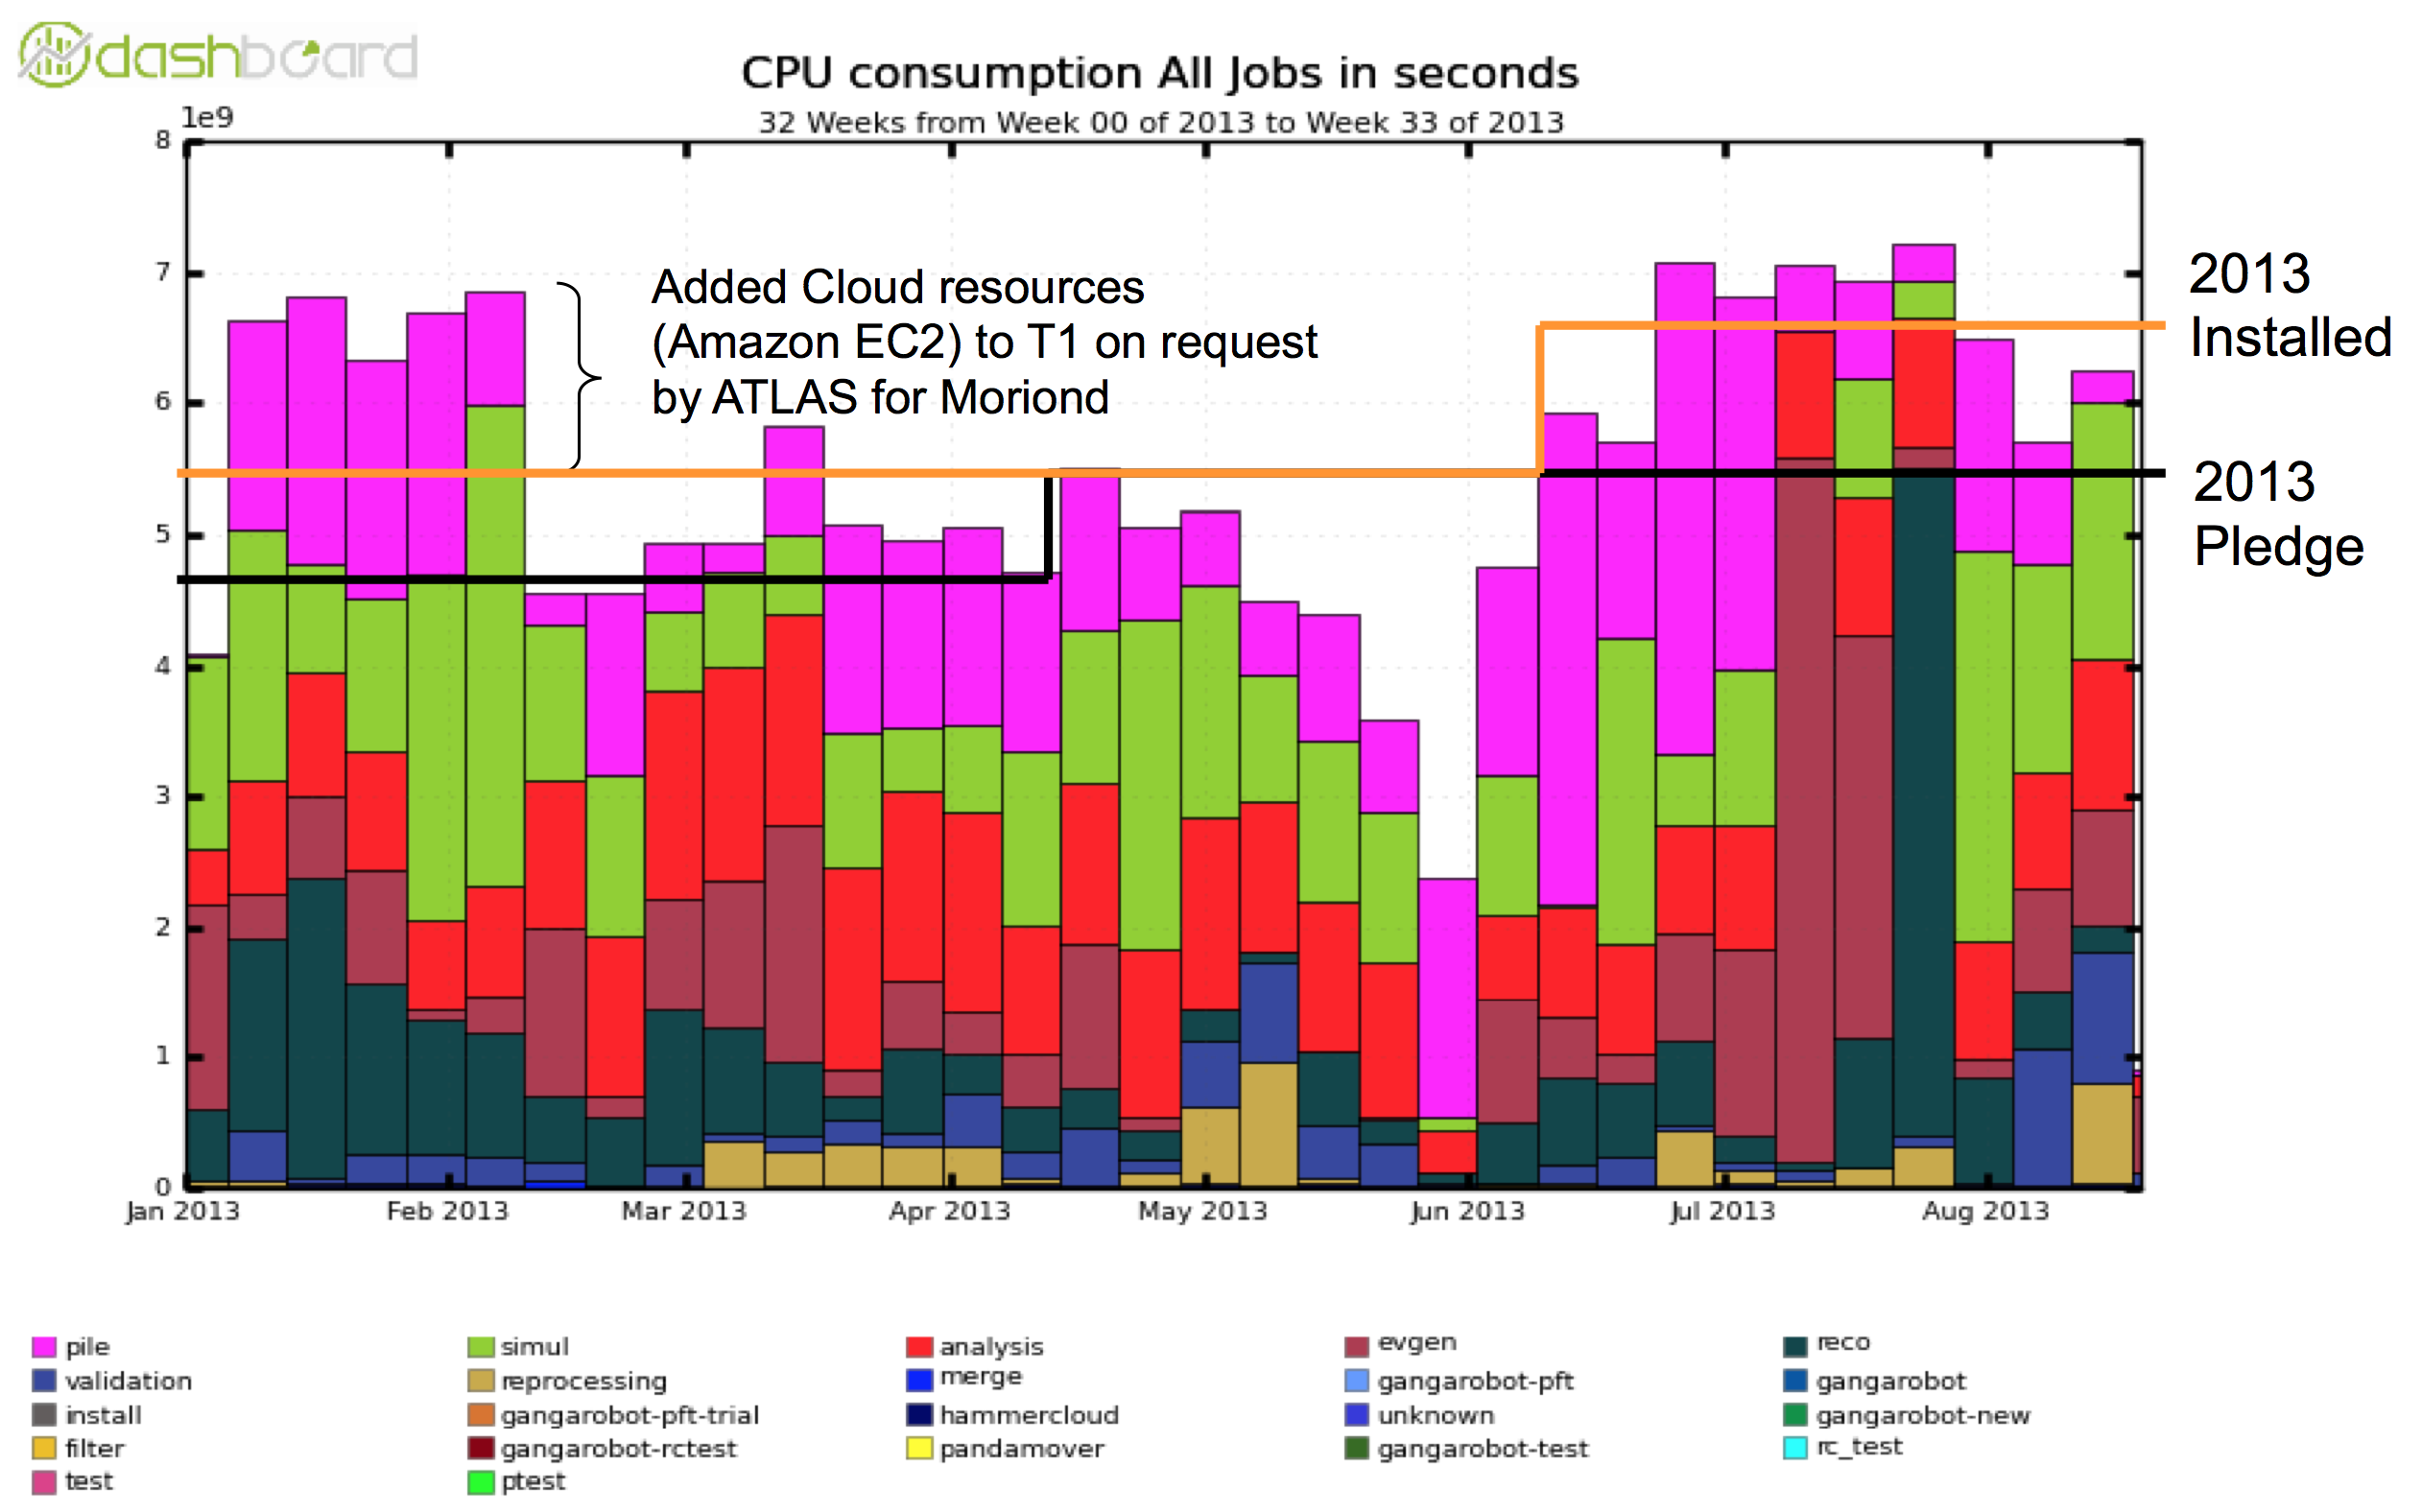 dashboard
CPU consumption All Jobs in seconds
32 Weeks from Week 00 of 2013 to Week 33 of 2013
1e9
8
7
6
5
4
3
2
1
0
Added Cloud resources
(Amazon EC2) to T1 on request
by ATLAS for Moriond
2013
Installed
2013
Pledge
Jan 2013 Feb 2013 Mar 2013 Apr 2013 May 2013 Jun 2013 Jul 2013 Aug 2013
pile simul analysis evgen reco
validation reprocessing merge gangarobot-pft gangarobot
install gangarobot-pft-trial hammercloud unknown gangarobot-new
filter gangarobot-rctest pandamover gangarobot-test rc_test
test ptest